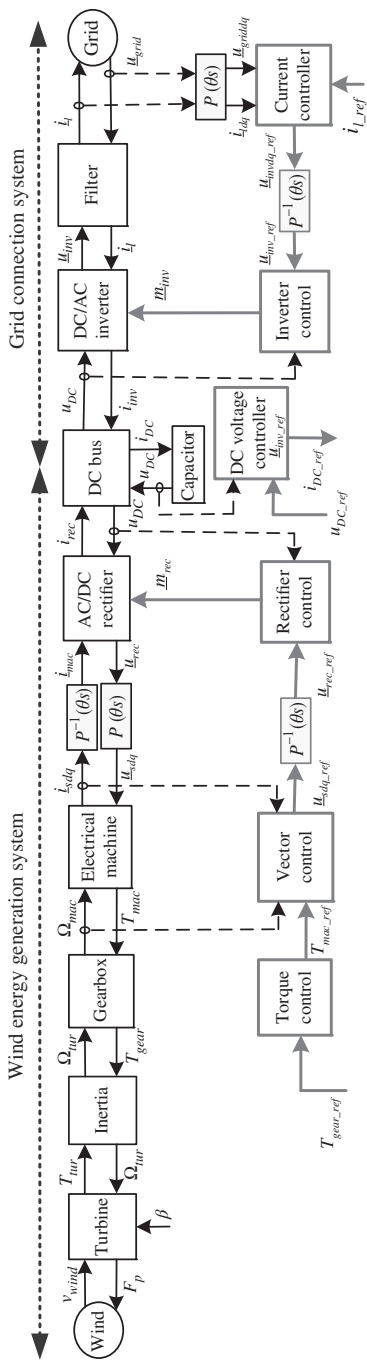 Wind energy generation system
Grid connection system
Wind
v_wind
F_p
Turbine
β
T_tur
Ω_tur
Inertia
Ω_tur
T_gear
Gearbox
Ω_mac
T_mac
Electrical
machine
i_sdq
u_sdq
P⁻¹(θs)
P(θs)
i_mac
u_rec
AC/DC
rectifier
i_rec
u_DC
DC bus
u_DC
i_DC
Capacitor
u_DC
i_inv
DC/AC
inverter
u_inv
i_l
Filter
i_l
u_grid
Grid
P(θs)
u_griddq
i_ldq
Current
controller
i_l_ref
u_invdq_ref
P⁻¹(θs)
u_inv_ref
Inverter
control
m_inv
DC voltage
controller
u_inv_ref
i_DC_ref
u_DC_ref
m_rec
Rectifier
control
u_rec_ref
P⁻¹(θs)
u_sdq_ref
Vector
control
T_mac_ref
Torque
control
T_gear_ref